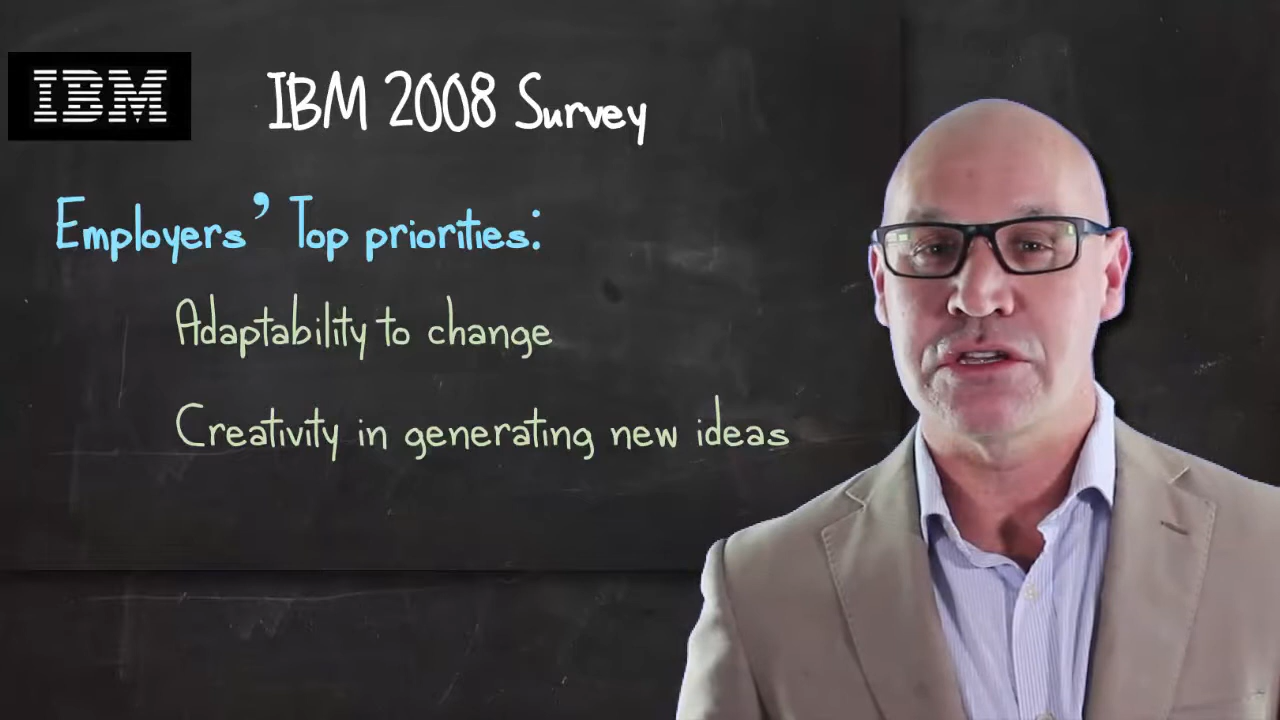 IBM
IBM 2008 Survey
Employers’ Top priorities:
Adaptability to change
Creativity in generating new ideas